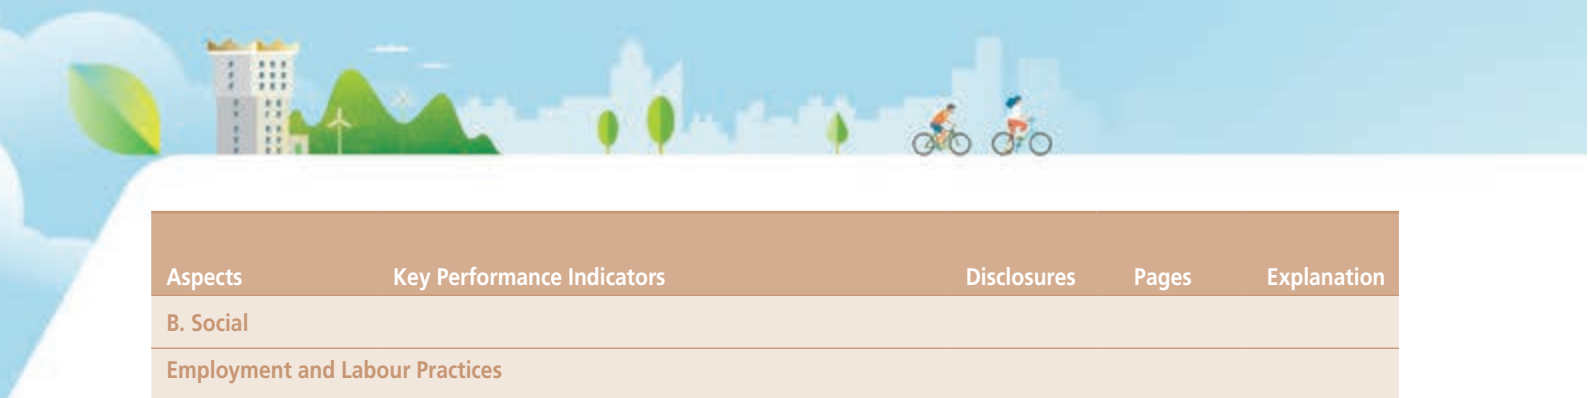 Aspects Key Performance Indicators Disclosures Pages Explanation
B. Social
Employment and Labour Practices